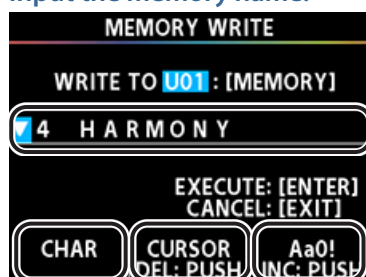 Input the memory name.
MEMORY WRITE
WRITE TO U01 : [MEMORY]
4 HARMONY
EXECUTE: [ENTER]
CANCEL: [EXIT]
CHAR CURSOR Aa0!
DEL: PUSH INC: PUSH